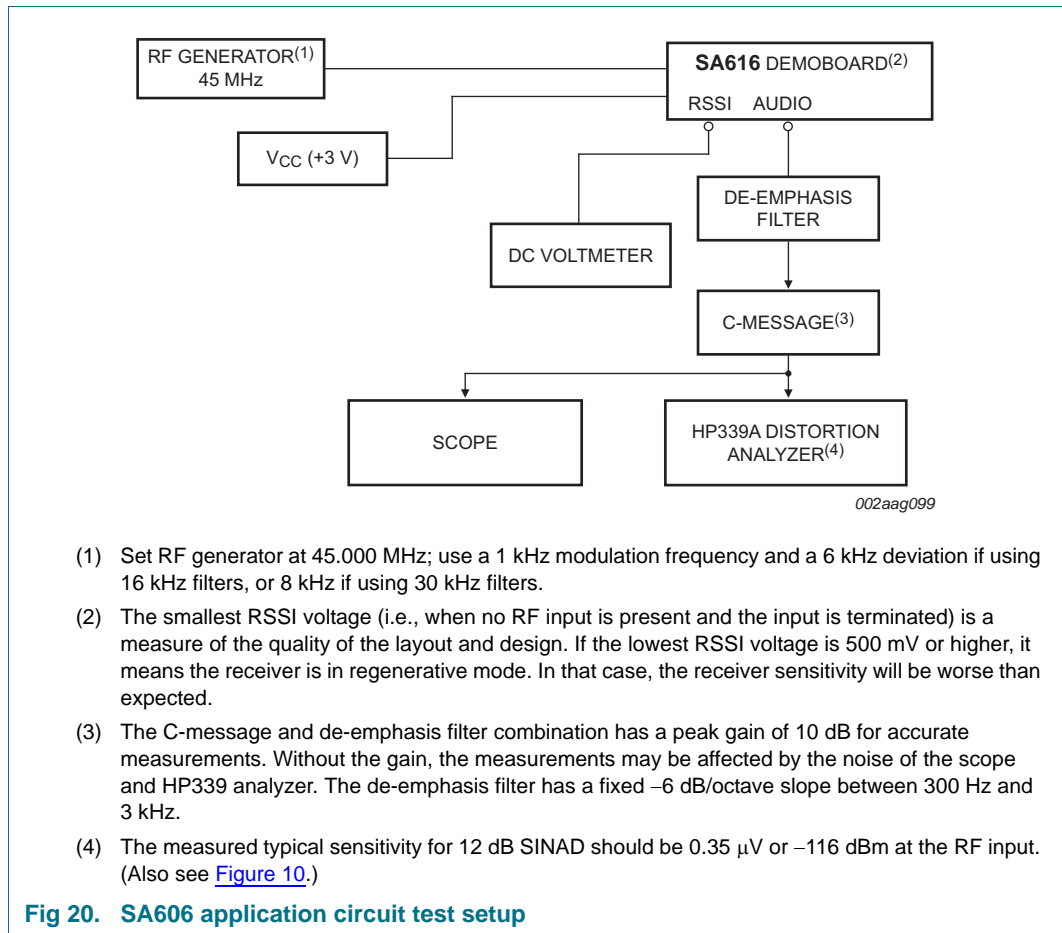 RF GENERATOR(1)
45 MHz
SA616 DEMOBOARD(2)
RSSI AUDIO
VCC (+3 V)
DE-EMPHASIS
FILTER
DC VOLTMETER
C-MESSAGE(3)
SCOPE
HP339A DISTORTION
ANALYZER(4)
002aag099
(1) Set RF generator at 45.000 MHz; use a 1 kHz modulation frequency and a 6 kHz deviation if using
16 kHz filters, or 8 kHz if using 30 kHz filters.
(2) The smallest RSSI voltage (i.e., when no RF input is present and the input is terminated) is a
measure of the quality of the layout and design. If the lowest RSSI voltage is 500 mV or higher, it
means the receiver is in regenerative mode. In that case, the receiver sensitivity will be worse than
expected.
(3) The C-message and de-emphasis filter combination has a peak gain of 10 dB for accurate
measurements. Without the gain, the measurements may be affected by the noise of the scope
and HP339 analyzer. The de-emphasis filter has a fixed −6 dB/octave slope between 300 Hz and
3 kHz.
(4) The measured typical sensitivity for 12 dB SINAD should be 0.35 μV or −116 dBm at the RF input.
(Also see Figure 10.)
Fig 20. SA606 application circuit test setup